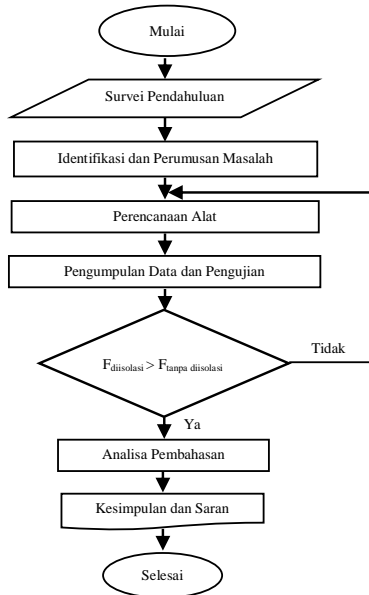 Mulai
Survei Pendahuluan
Identifikasi dan Perumusan Masalah
Perencanaan Alat
Pengumpulan Data dan Pengujian
Fdiisolasi > Ftanpa diisolasi
Tidak
Ya
Analisa Pembahasan
Kesimpulan dan Saran
Selesai